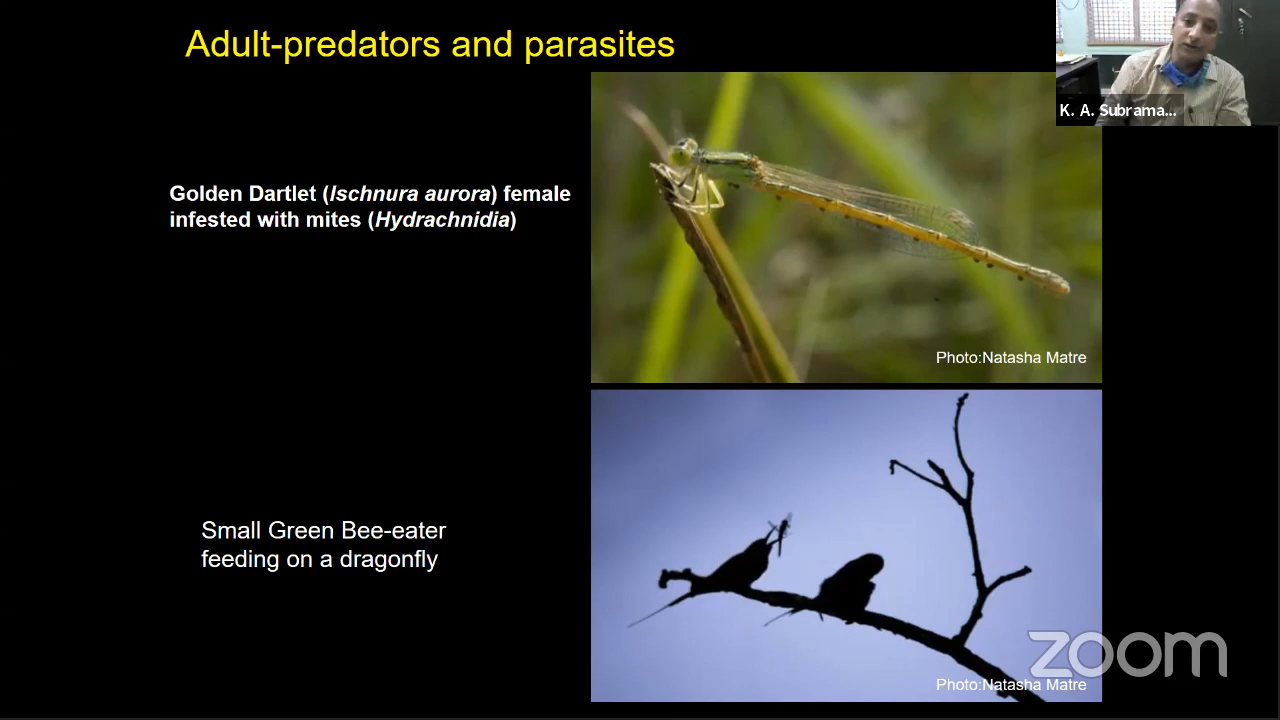 Adult-predators and parasites
K. A. Subrama...
Golden Dartlet (Ischnura aurora) female
infested with mites (Hydrachnidia)
Photo:Natasha Matre
Small Green Bee-eater
feeding on a dragonfly
zoom
Photo:Natasha Matre